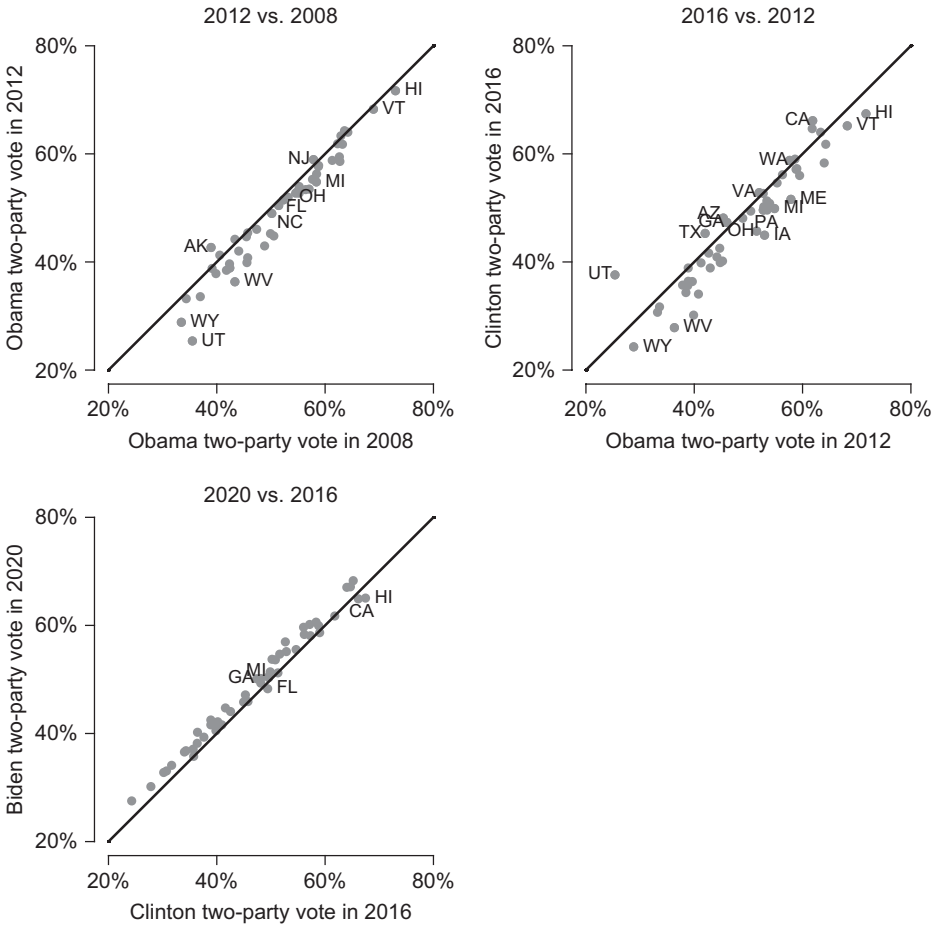 2012 vs. 2008
80%
60%
40%
20%
Obama two-party vote in 2012
HI
VT
NJ
MI
OH
FL
NC
AK
WV
WY
UT
20% 40% 60% 80%
Obama two-party vote in 2008
2016 vs. 2012
80%
60%
40%
20%
Clinton two-party vote in 2016
CA
HI
VT
WA
VA
ME
MI
AZ
GA
PA
TX
OH
IA
UT
WV
WY
20% 40% 60% 80%
Obama two-party vote in 2012
2020 vs. 2016
80%
60%
40%
20%
Biden two-party vote in 2020
HI
CA
MI
GA
FL
20% 40% 60% 80%
Clinton two-party vote in 2016